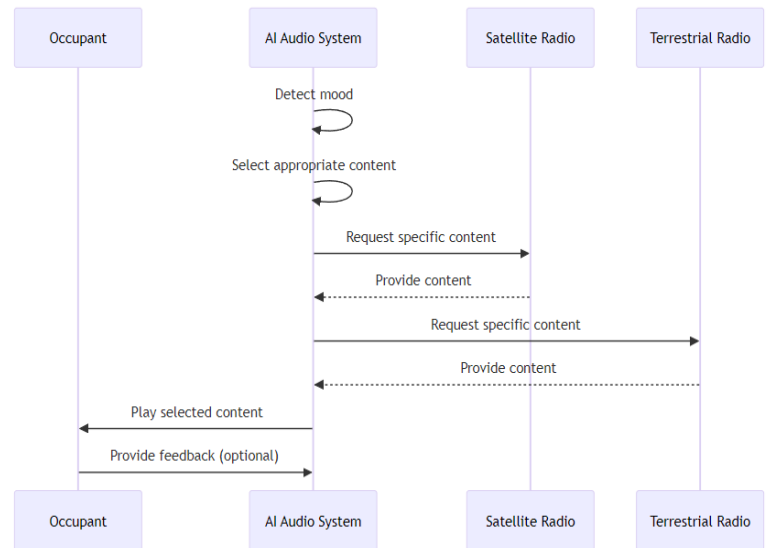 Occupant
AI Audio System
Satellite Radio
Terrestrial Radio
Detect mood
Select appropriate content
Request specific content
Provide content
Request specific content
Provide content
Play selected content
Provide feedback (optional)
Occupant
AI Audio System
Satellite Radio
Terrestrial Radio